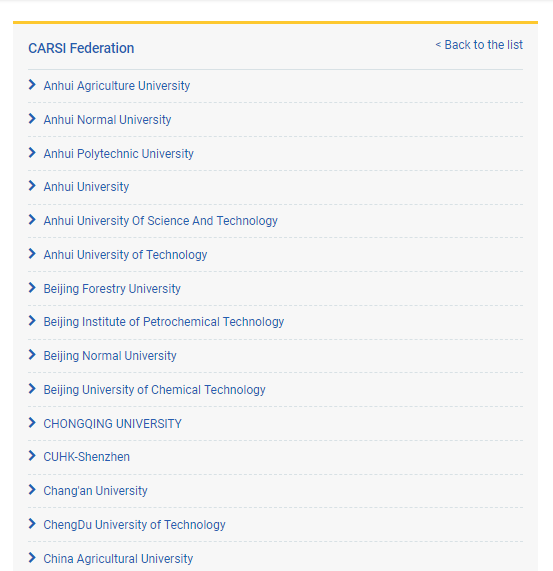 CARSI Federation
< Back to the list
Anhui Agriculture University
Anhui Normal University
Anhui Polytechnic University
Anhui University
Anhui University Of Science And Technology
Anhui University of Technology
Beijing Forestry University
Beijing Institute of Petrochemical Technology
Beijing Normal University
Beijing University of Chemical Technology
CHONGQING UNIVERSITY
CUHK-Shenzhen
Chang'an University
ChengDu University of Technology
China Agricultural University